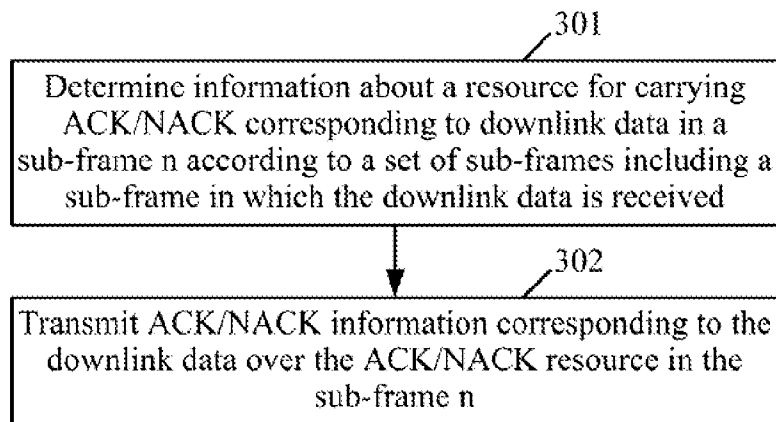 301
Determine information about a resource for carrying
ACK/NACK corresponding to downlink data in a
sub-frame n according to a set of sub-frames including a
sub-frame in which the downlink data is received
302
Transmit ACK/NACK information corresponding to the
downlink data over the ACK/NACK resource in the
sub-frame n